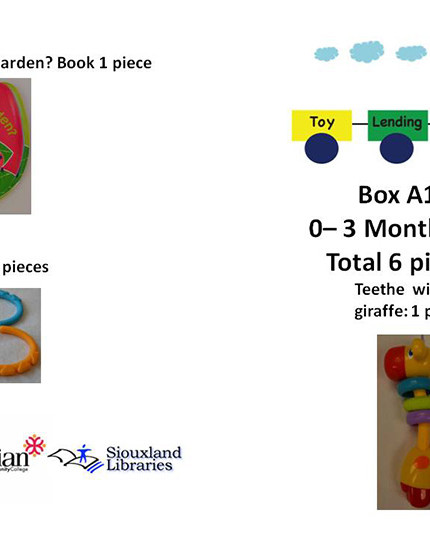 arden? Book 1 piece
pieces
ian
Siouxland
Libraries
Toy
Lending
Box A1
0– 3 Month
Total 6 pi
Teethe wi
giraffe: 1 p